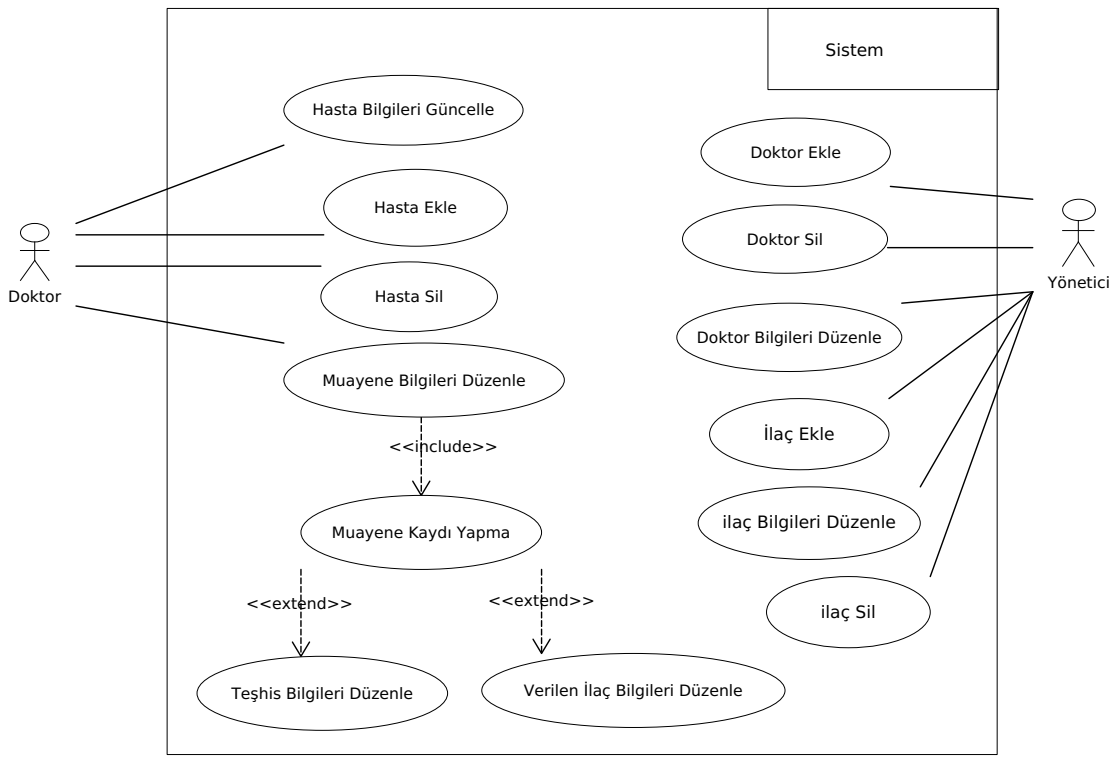 Sistem
Hasta Bilgileri Güncelle
Doktor Ekle
Hasta Ekle
Doktor Sil
Doktor
Yönetici
Hasta Sil
Doktor Bilgileri Düzenle
Muayene Bilgileri Düzenle
İlaç Ekle
<<include>>
ilaç Bilgileri Düzenle
Muayene Kaydı Yapma
<<extend>>
<<extend>>
ilaç Sil
Teşhis Bilgileri Düzenle
Verilen İlaç Bilgileri Düzenle